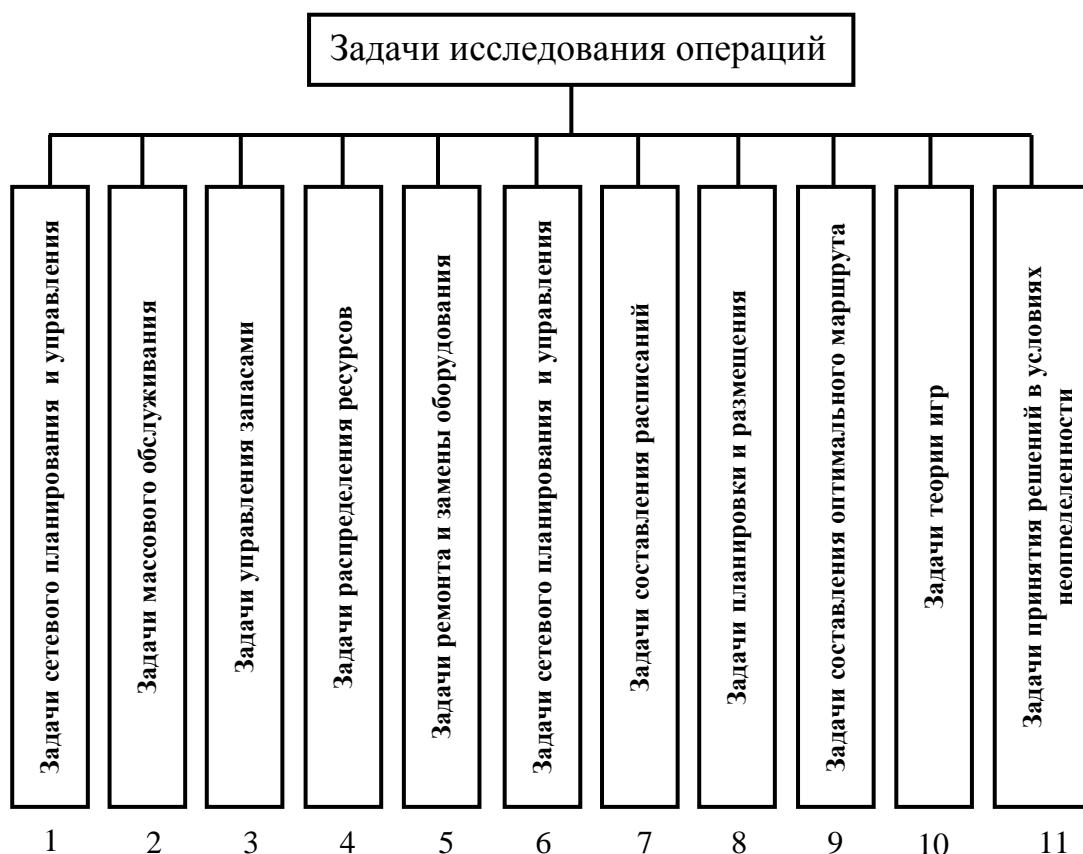 Задачи исследования операций
Задачи сетевого планирования и управления
Задачи массового обслуживания
Задачи управления запасами
Задачи распределения ресурсов
Задачи ремонта и замены оборудования
Задачи сетевого планирования и управления
Задачи составления расписаний
Задачи планировки и размещения
Задачи составления оптимального маршрута
Задачи теории игр
Задачи принятия решений в условиях
неопределенности
1 2 3 4 5 6 7 8 9 10 11